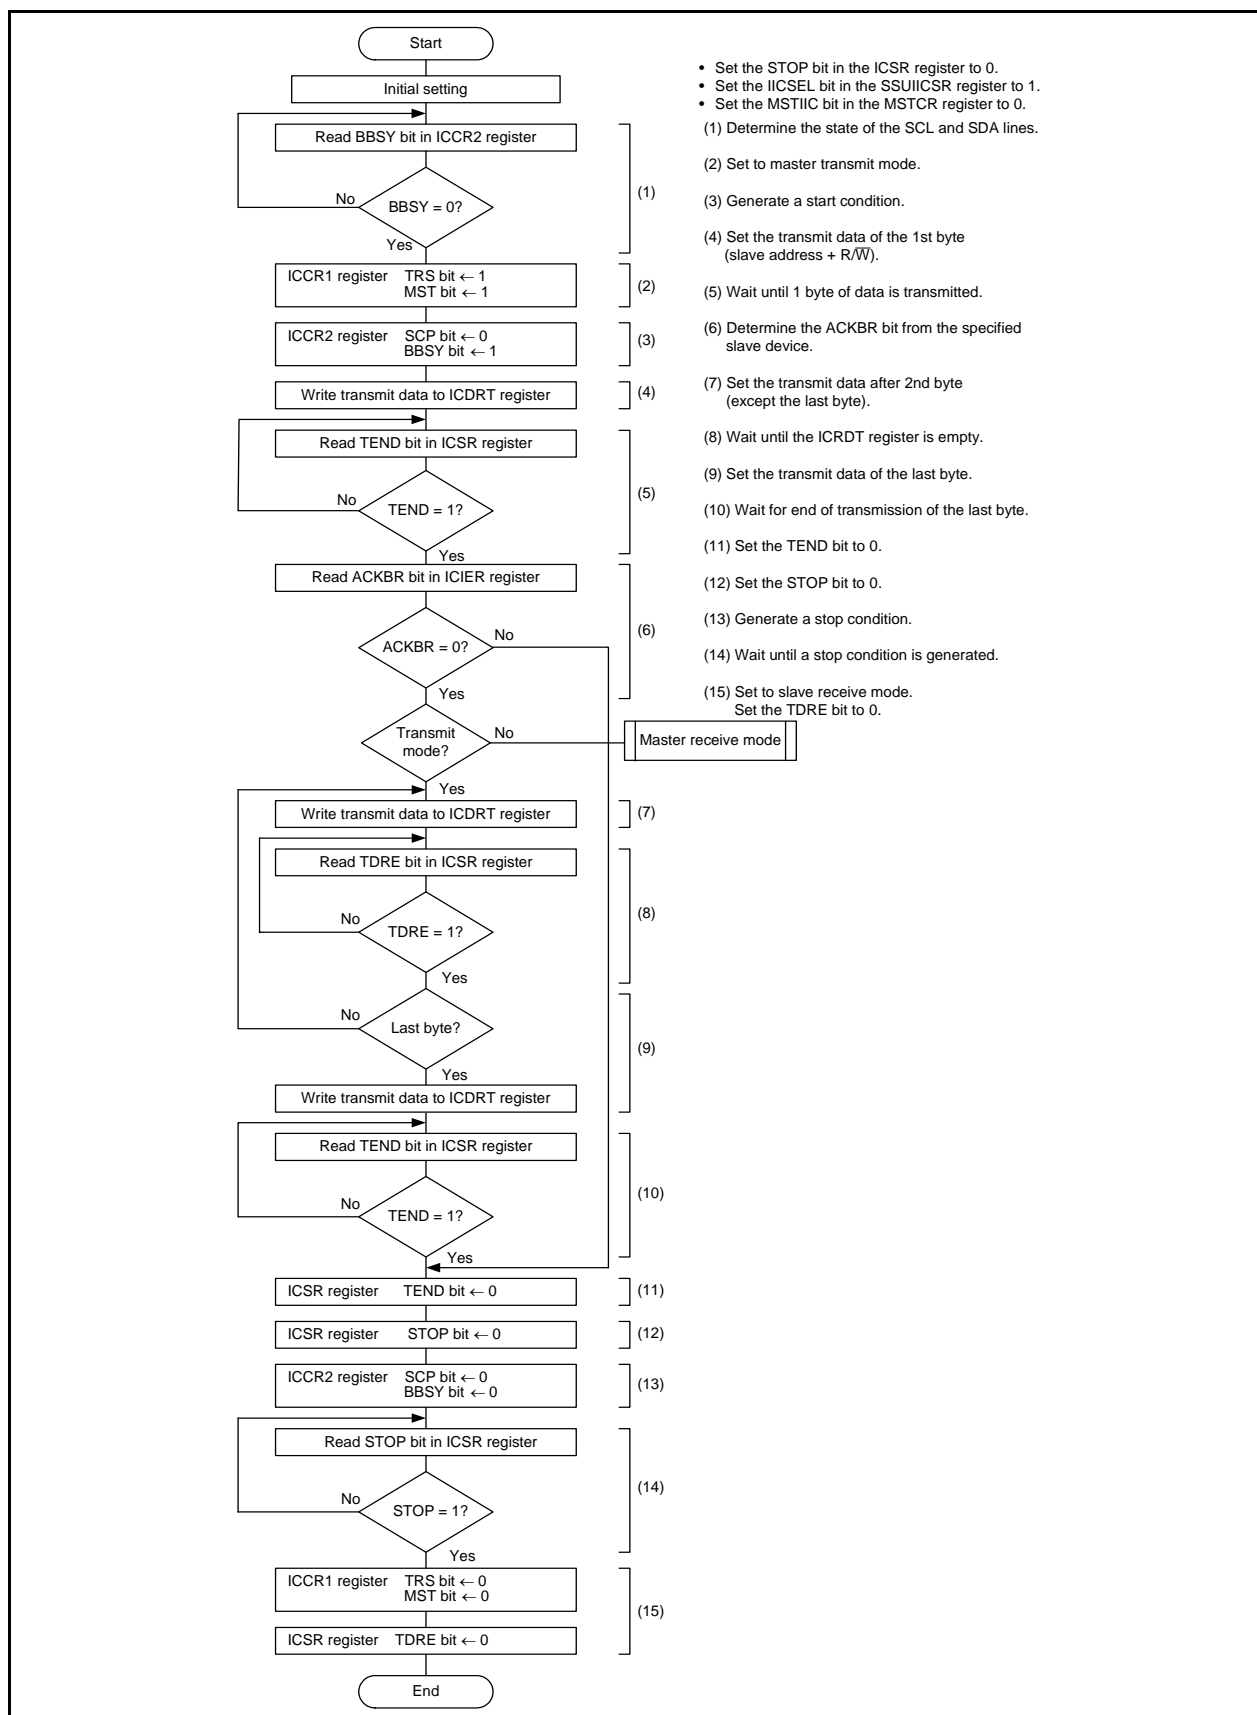 Start
Initial setting
Read BBSY bit in ICCR2 register
BBSY = 0?
No
Yes
(1)
ICCR1 register TRS bit ← 1
MST bit ← 1
(2)
ICCR2 register SCP bit ← 0
BBSY bit ← 1
(3)
Write transmit data to ICDRT register
(4)
Read TEND bit in ICSR register
No
TEND = 1?
Yes
(5)
Read ACKBR bit in ICIER register
ACKBR = 0?
No
Yes
(6)
Transmit
mode?
No
Master receive mode
Yes
Write transmit data to ICDRT register
(7)
Read TDRE bit in ICSR register
No
TDRE = 1?
Yes
(8)
No
Last byte?
Yes
(9)
Write transmit data to ICDRT register
Read TEND bit in ICSR register
No
TEND = 1?
Yes
(10)
ICSR register TEND bit ← 0
(11)
ICSR register STOP bit ← 0
(12)
ICCR2 register SCP bit ← 0
BBSY bit ← 0
(13)
Read STOP bit in ICSR register
No
STOP = 1?
Yes
(14)
ICCR1 register TRS bit ← 0
MST bit ← 0
(15)
ICSR register TDRE bit ← 0
End
• Set the STOP bit in the ICSR register to 0.
• Set the IICSEL bit in the SSUIICSR register to 1.
• Set the MSTIIC bit in the MSTCR register to 0.
(1) Determine the state of the SCL and SDA lines.
(2) Set to master transmit mode.
(3) Generate a start condition.
(4) Set the transmit data of the 1st byte
(slave address + R/W̅).
(5) Wait until 1 byte of data is transmitted.
(6) Determine the ACKBR bit from the specified
slave device.
(7) Set the transmit data after 2nd byte
(except the last byte).
(8) Wait until the ICRDT register is empty.
(9) Set the transmit data of the last byte.
(10) Wait for end of transmission of the last byte.
(11) Set the TEND bit to 0.
(12) Set the STOP bit to 0.
(13) Generate a stop condition.
(14) Wait until a stop condition is generated.
(15) Set to slave receive mode.
Set the TDRE bit to 0.